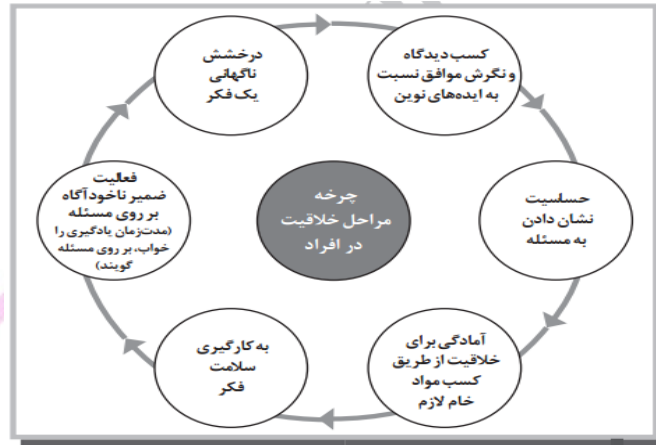 چرخه
مراحل خلاقیت
در افراد
کسب دیدگاه
و نگرش موافق نسبت
به ایده‌های نوین
حساسیت
نشان دادن
به مسئله
آمادگی برای
خلاقیت از طریق
کسب مواد
خام لازم
به کارگیری
سلامت
فکر
فعالیت
ضمیر ناخودآگاه
بر روی مسئله
(مدت‌زمان یادگیری را
خواب، بر روی مسئله
گویند)
درخشش
ناگهانی
یک فکر